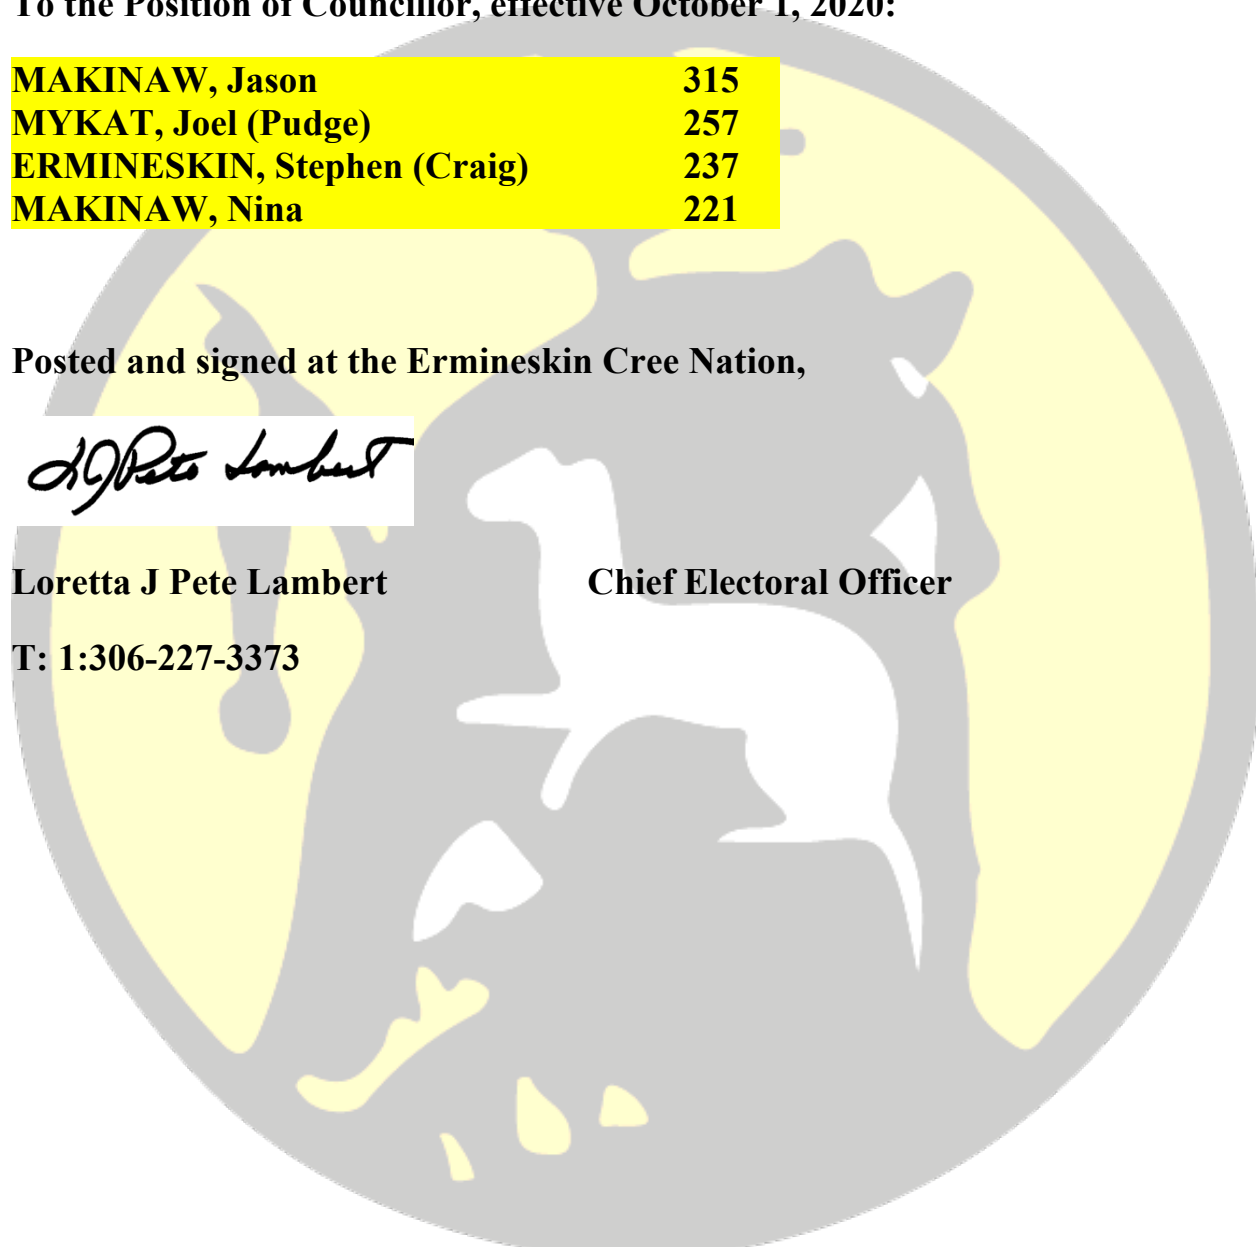 To the Position of Councillor, effective October 1, 2020:
MAKINAW, Jason 315
MYKAT, Joel (Pudge) 257
ERMINESKIN, Stephen (Craig) 237
MAKINAW, Nina 221
Posted and signed at the Ermineskin Cree Nation,
LJPete Lambert
Loretta J Pete Lambert Chief Electoral Officer
T: 1:306-227-3373